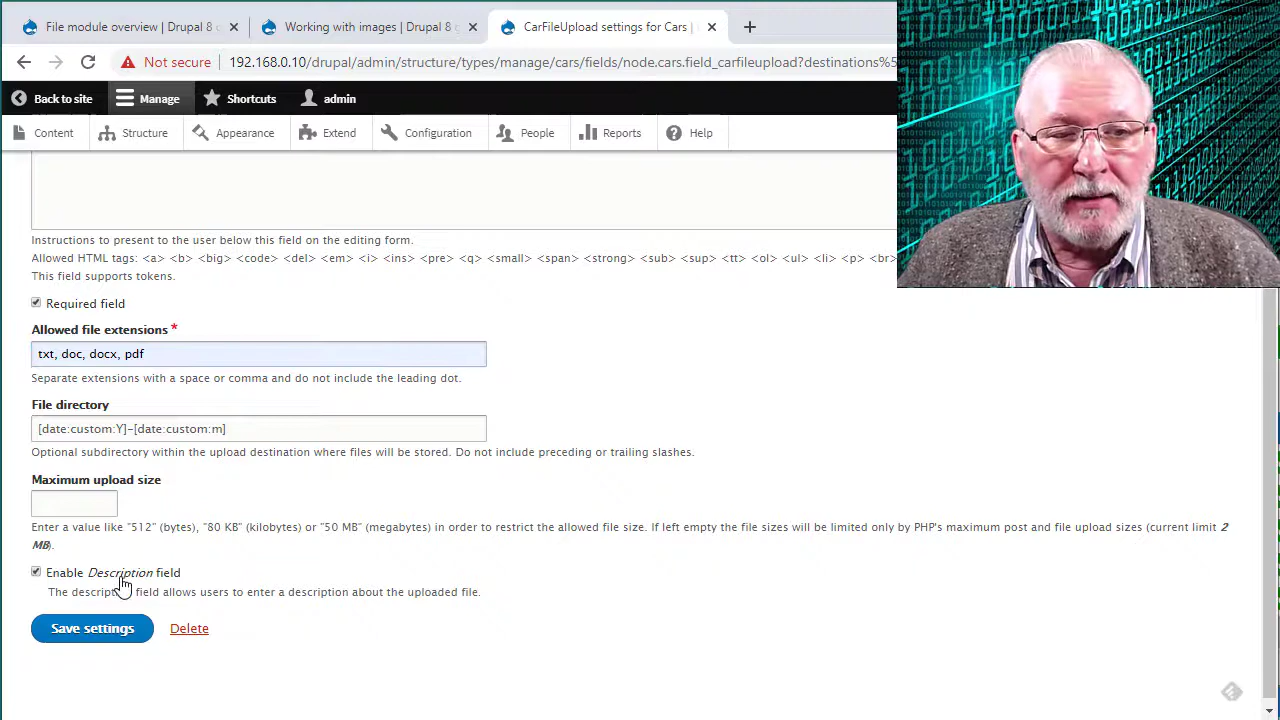 File module overview | Drupal 8
Working with images | Drupal 8
CarFileUpload settings for Cars |
Not secure
192.168.0.10/drupal/admin/structure/types/manage/cars/fields/node.cars.field_carfileupload?destinations%5
Back to site
Manage
Shortcuts
admin
Content
Structure
Appearance
Extend
Configuration
People
Reports
Help
Instructions to present to the user below this field on the editing form.
Allowed HTML tags: <a> <b> <big> <code> <del> <em> <i> <ins> <pre> <q> <small> <span> <strong> <sub> <sup> <tt> <ol> <ul> <li> <p> <br>
This field supports tokens.
Required field
Allowed file extensions *
txt, doc, docx, pdf
Separate extensions with a space or comma and do not include the leading dot.
File directory
[date:custom:Y]-[date:custom:m]
Optional subdirectory within the upload destination where files will be stored. Do not include preceding or trailing slashes.
Maximum upload size
Enter a value like "512" (bytes), "80 KB" (kilobytes) or "50 MB" (megabytes) in order to restrict the allowed file size. If left empty the file sizes will be limited only by PHP's maximum post and file upload sizes (current limit 2
MB).
Enable Description field
The description field allows users to enter a description about the uploaded file.
Save settings
Delete